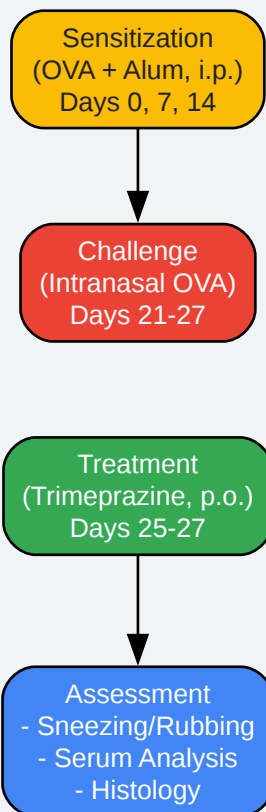 Sensitization
(OVA + Alum, i.p.)
Days 0, 7, 14
Challenge
(Intranasal OVA)
Days 21-27
Treatment
(Trimeprazine, p.o.)
Days 25-27
Assessment
- Sneezing/Rubbing
- Serum Analysis
- Histology